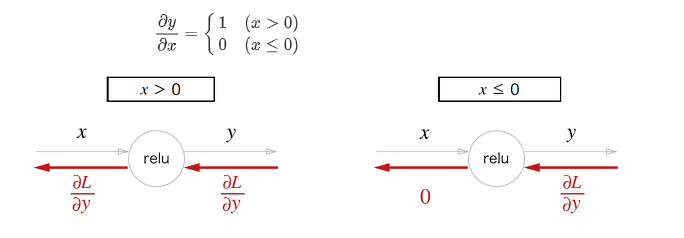 ∂y/∂x = { 1 (x > 0)
0 (x ≤ 0)
x > 0
x ≤ 0
x y
relu
∂L/∂y ∂L/∂y
x y
relu
0 ∂L/∂y